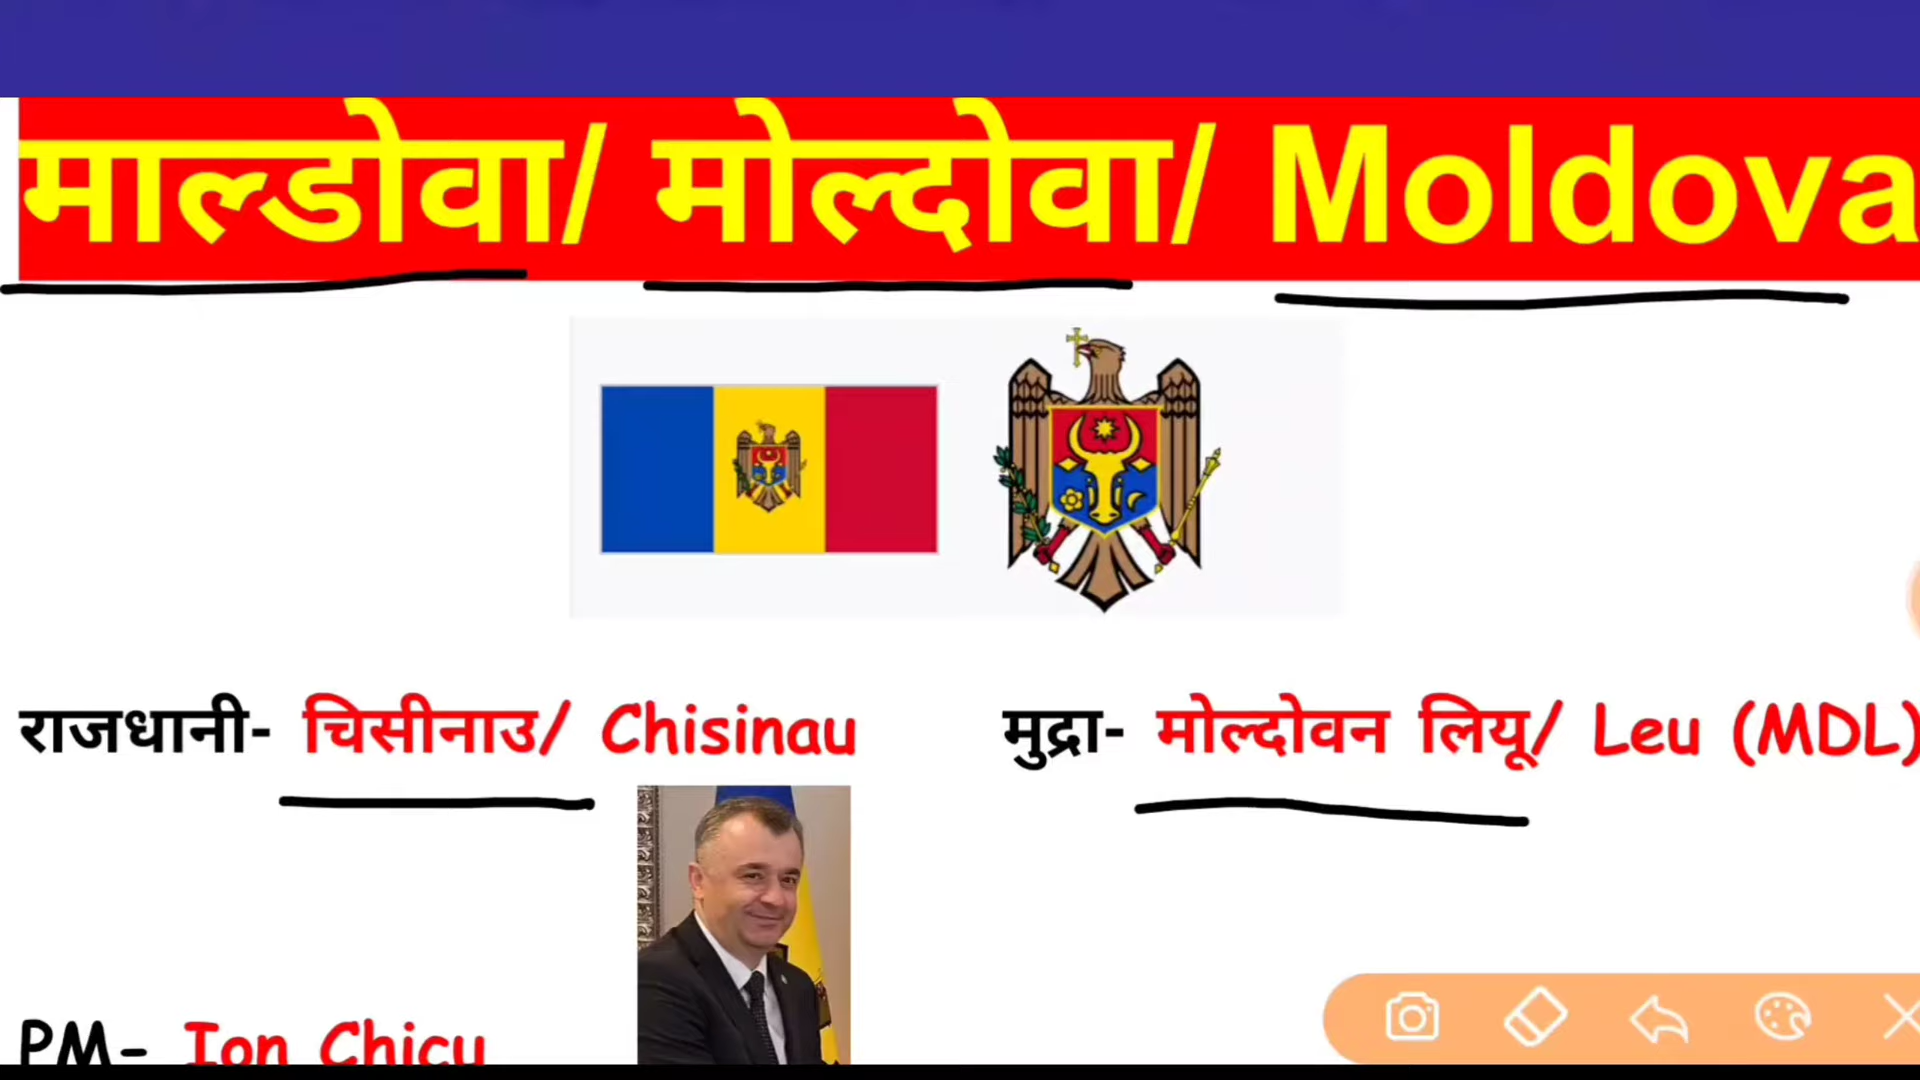 माल्डोवा/ मोल्दोवा/ Moldova
राजधानी- चिसीनाउ/ Chisinau
मुद्रा- मोल्दोवन लियू/ Leu (MDL)
PM- Ion Chicu